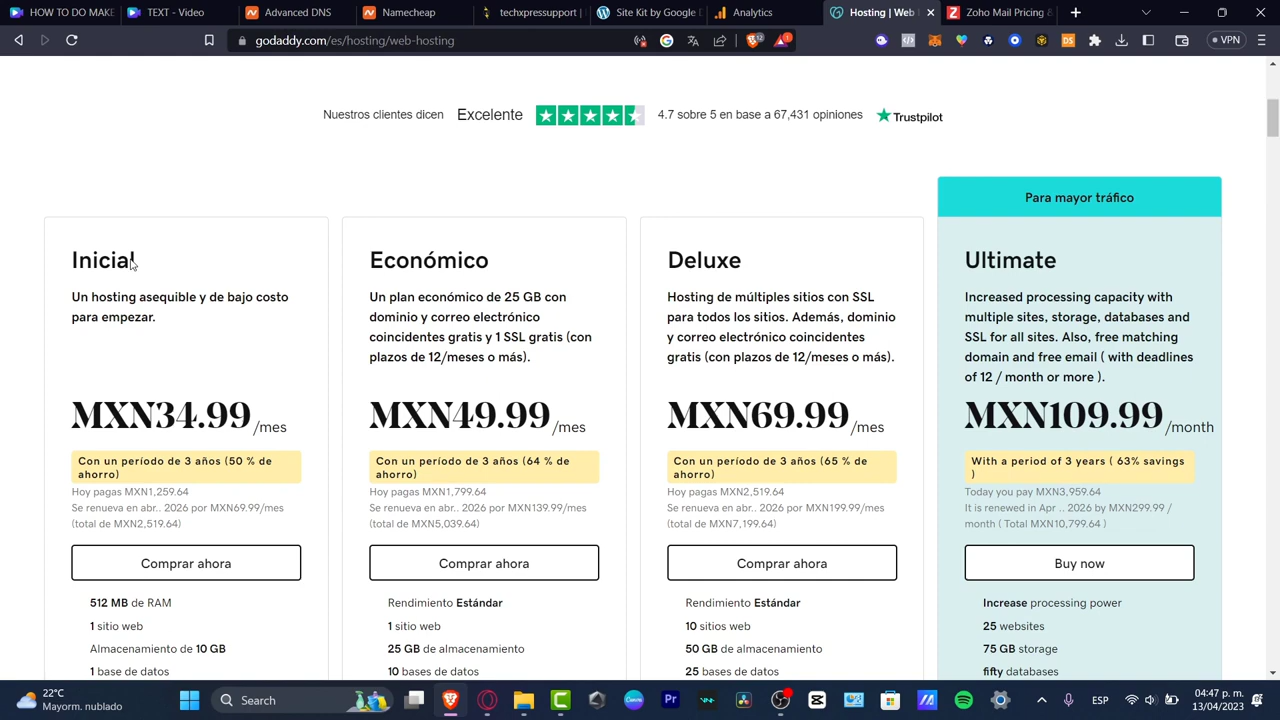 HOW TO DO MAKE
TEXT - Video
Advanced DNS
Namecheap
techxpressupport |
Site Kit by Google
Analytics
Hosting | Web
Zoho Mail Pricing &
godaddy.com/es/hosting/web-hosting
VPN
Nuestros clientes dicen Excelente 4.7 sobre 5 en base a 67,431 opiniones Trustpilot
Para mayor tráfico
Inicial
Un hosting asequible y de bajo costo
para empezar.
MXN34.99/mes
Con un período de 3 años (50 % de
ahorro)
Hoy pagas MXN1,259.64
Se renueva en abr.. 2026 por MXN69.99/mes
(total de MXN2,519.64)
Comprar ahora
512 MB de RAM
1 sitio web
Almacenamiento de 10 GB
1 base de datos
Económico
Un plan económico de 25 GB con
dominio y correo electrónico
coincidentes gratis y 1 SSL gratis (con
plazos de 12/meses o más).
MXN49.99/mes
Con un período de 3 años (64 % de
ahorro)
Hoy pagas MXN1,799.64
Se renueva en abr.. 2026 por MXN139.99/mes
(total de MXN5,039.64)
Comprar ahora
Rendimiento Estándar
1 sitio web
25 GB de almacenamiento
10 bases de datos
Deluxe
Hosting de múltiples sitios con SSL
para todos los sitios. Además, dominio
y correo electrónico coincidentes
gratis (con plazos de 12/meses o más).
MXN69.99/mes
Con un período de 3 años (65 % de
ahorro)
Hoy pagas MXN2,519.64
Se renueva en abr.. 2026 por MXN199.99/mes
(total de MXN7,199.64)
Comprar ahora
Rendimiento Estándar
10 sitios web
50 GB de almacenamiento
25 bases de datos
Ultimate
Increased processing capacity with
multiple sites, storage, databases and
SSL for all sites. Also, free matching
domain and free email ( with deadlines
of 12 / month or more ).
MXN109.99/month
With a period of 3 years ( 63% savings
)
Today you pay MXN3,959.64
It is renewed in Apr .. 2026 by MXN299.99 /
month ( Total MXN10,799.64 )
Buy now
Increase processing power
25 websites
75 GB storage
fifty databases
22°C
Mayorm. nublado
Search
ESP
04:47 p. m.
13/04/2023